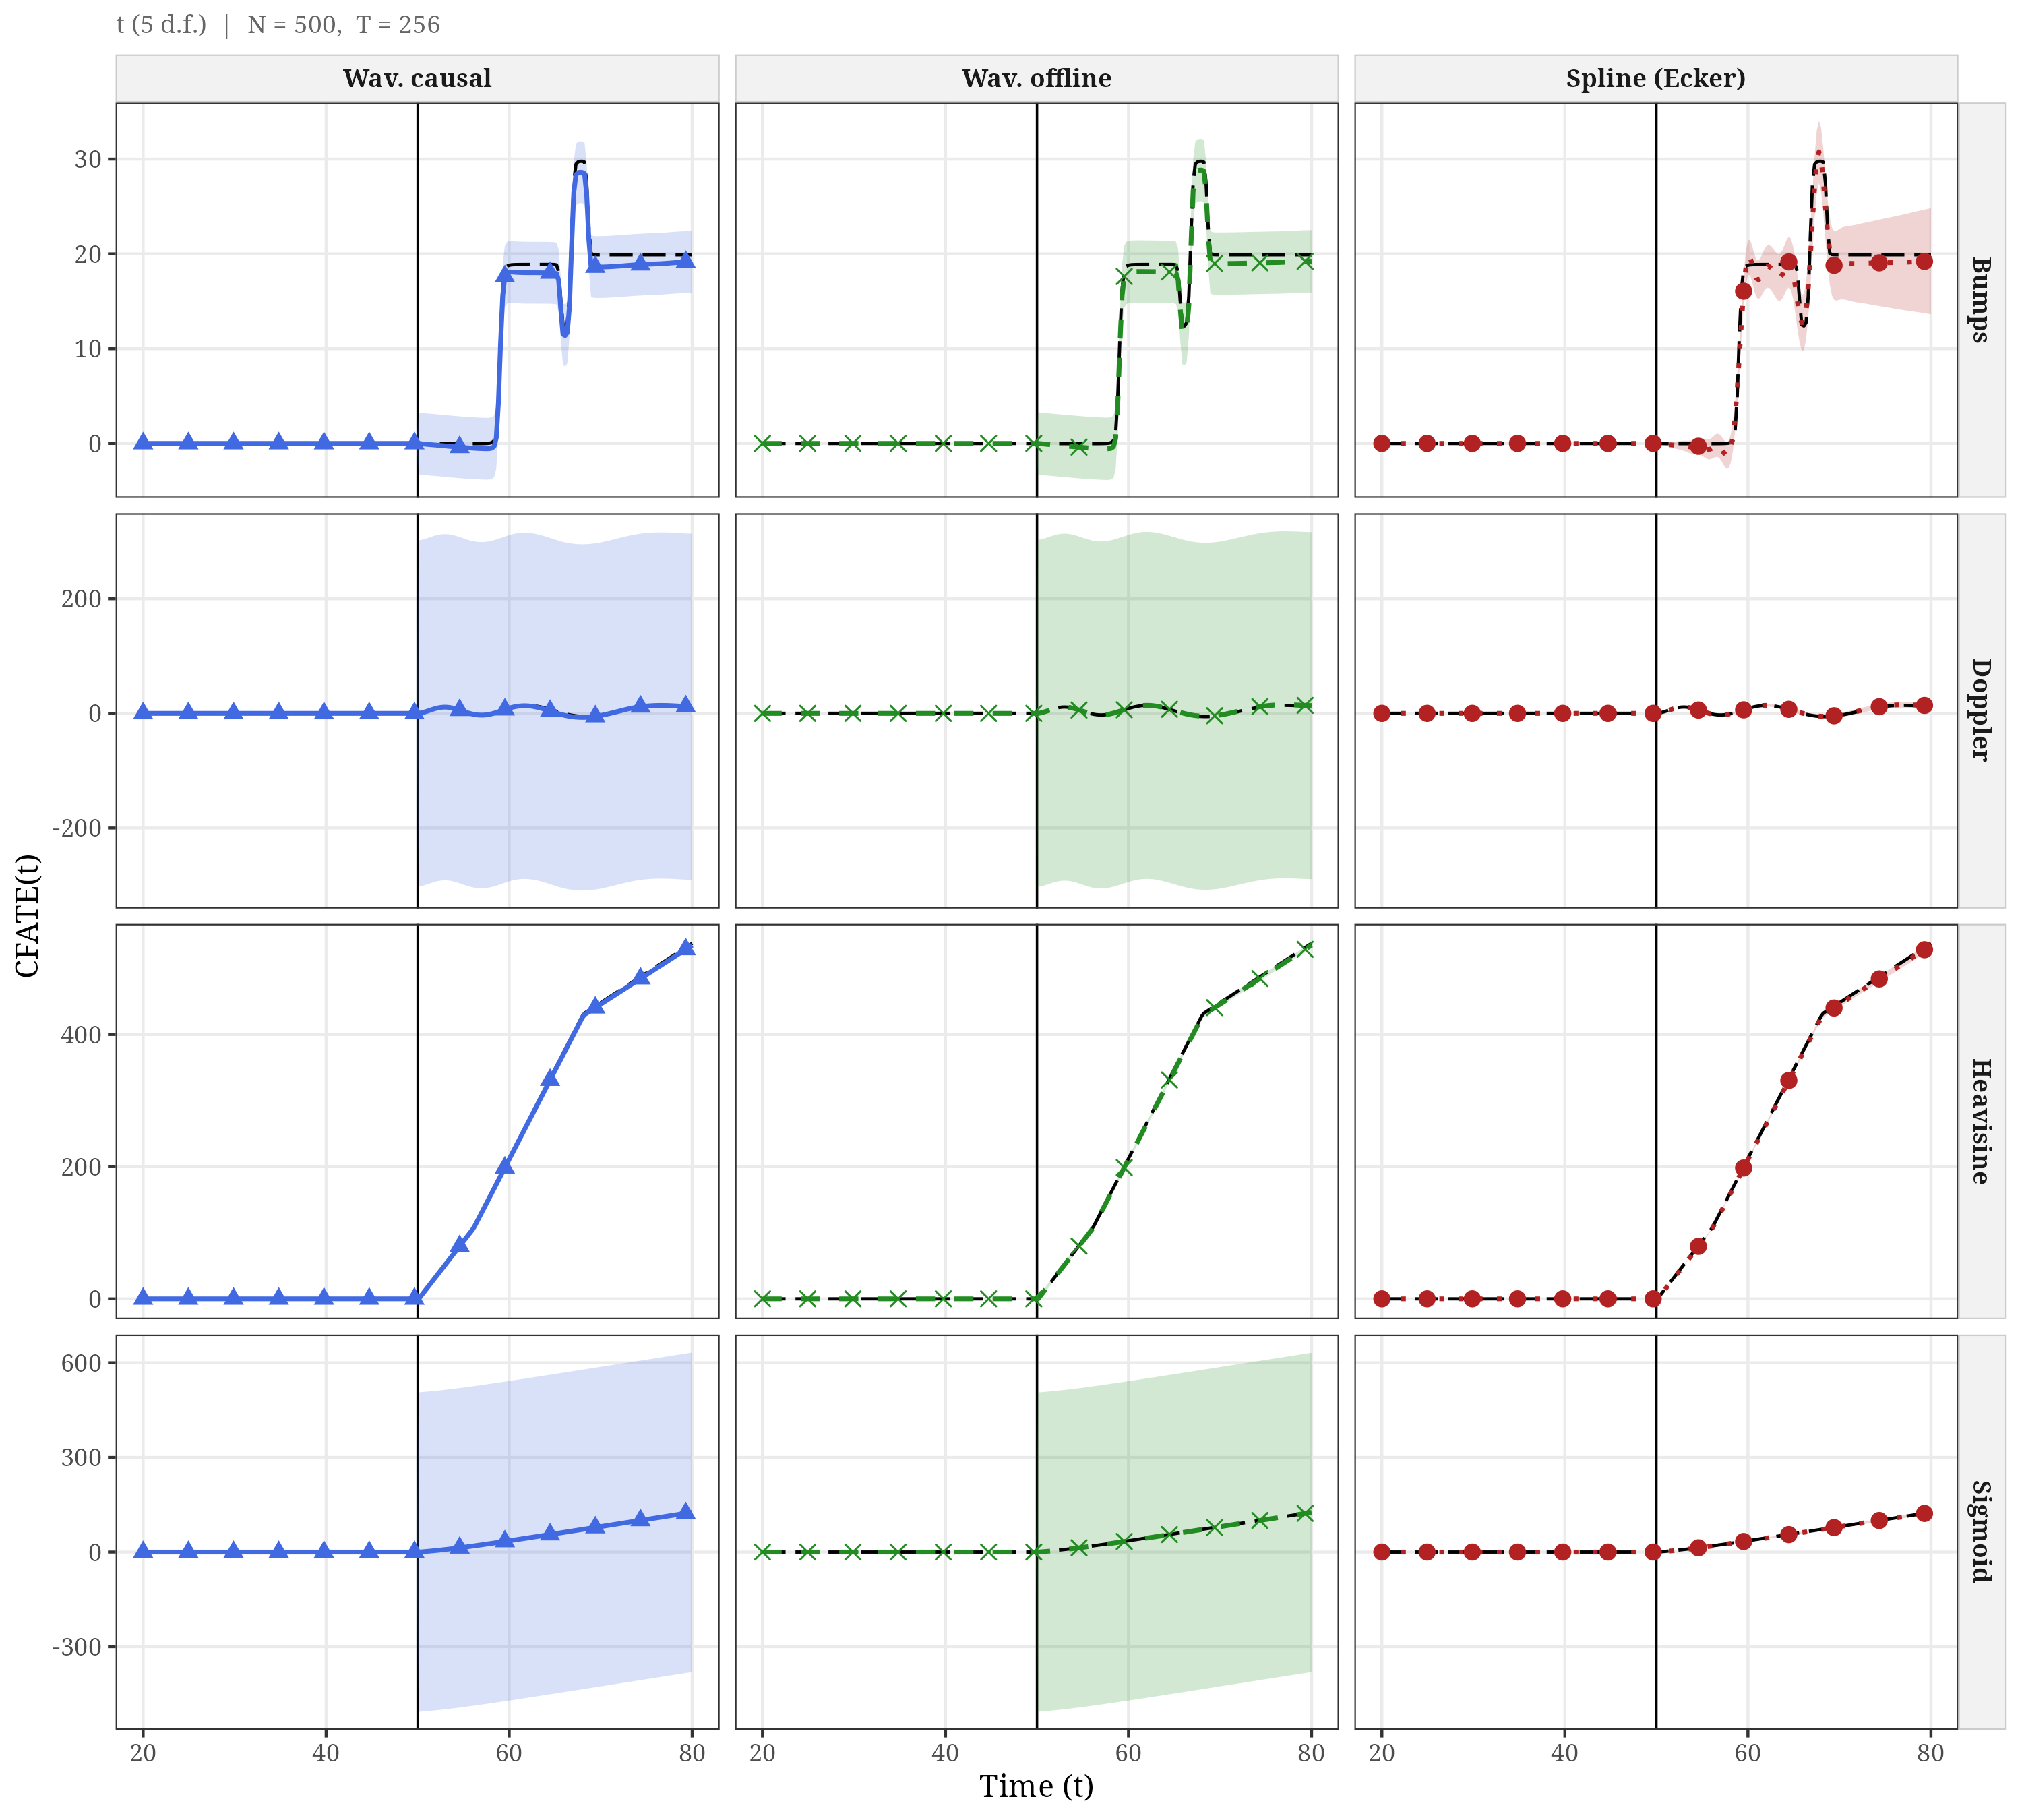 t (5 d.f.) | N = 500, T = 256
Wav. causal
Wav. offline
Spline (Ecker)
30
20
10
0
Bumps
200
0
-200
Doppler
400
200
0
Heavisine
600
300
0
-300
Sigmoid
CFATE(t)
20 40 60 80
20 40 60 80
20 40 60 80
Time (t)